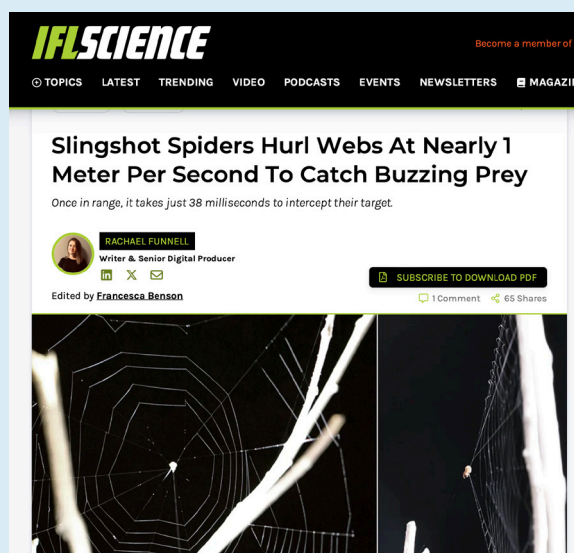 IFLSCIENCE
Become a member of
TOPICS LATEST TRENDING VIDEO PODCASTS EVENTS NEWSLETTERS
Slingshot Spiders Hurl Webs At Nearly 1
Meter Per Second To Catch Buzzing Prey
Once in range, it takes just 38 milliseconds to intercept their target.
RACHAEL FUNNELL
Writer & Senior Digital Producer
SUBSCRIBE TO DOWNLOAD PDF
Edited by Francesca Benson
1 Comment 65 Shares